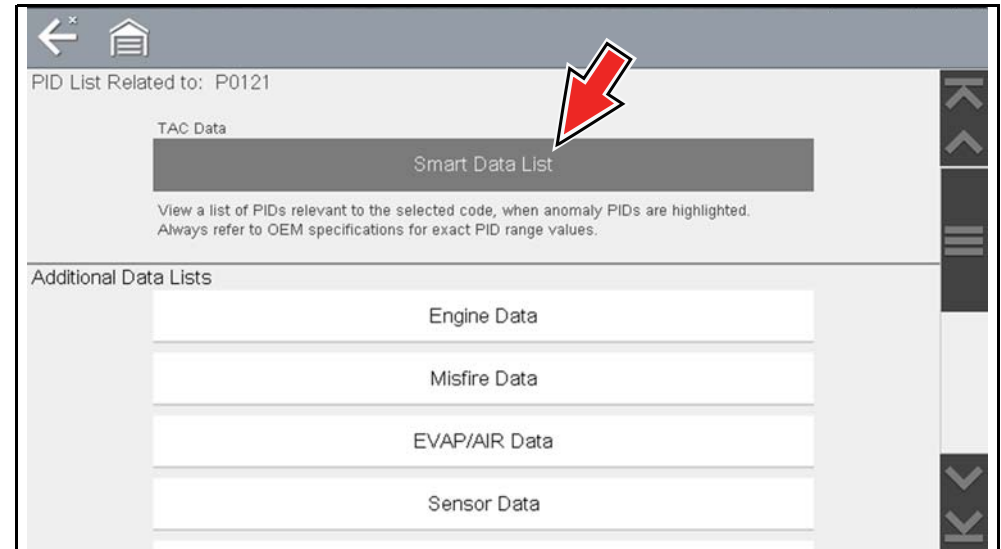 PID List Related to: P0121
TAC Data
Smart Data List
View a list of PIDs relevant to the selected code, when anomaly PIDs are highlighted.
Always refer to OEM specifications for exact PID range values.
Additional Data Lists
Engine Data
Misfire Data
EVAP/AIR Data
Sensor Data